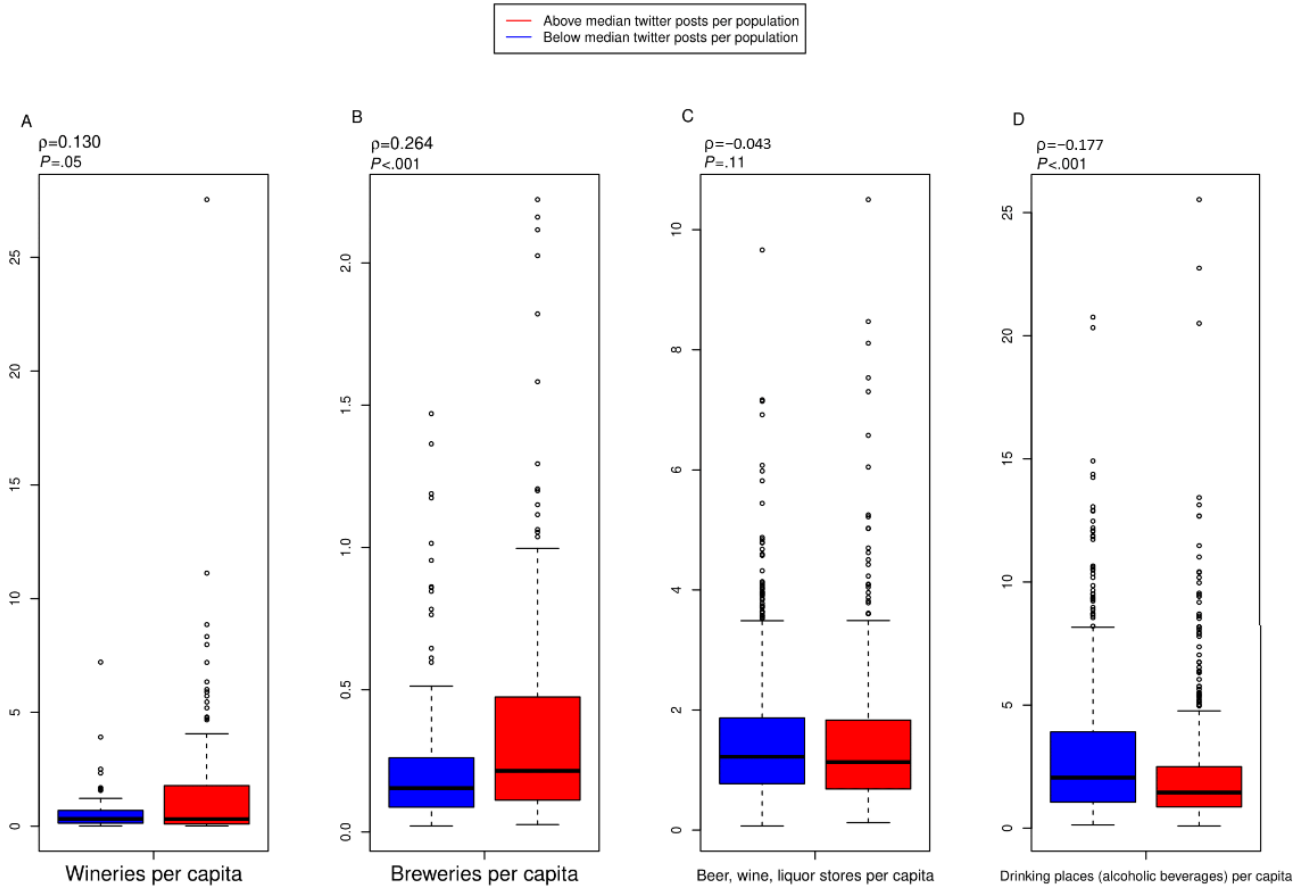 Above median twitter posts per population
Below median twitter posts per population
A
ρ=0.130
P=.05
25
20
15
10
5
0
Wineries per capita
B
ρ=0.264
P<.001
2.0
1.5
1.0
0.5
0.0
Breweries per capita
C
ρ=−0.043
P=.11
10
8
6
4
2
0
Beer, wine, liquor stores per capita
D
ρ=−0.177
P<.001
25
20
15
10
5
0
Drinking places (alcoholic beverages) per capita